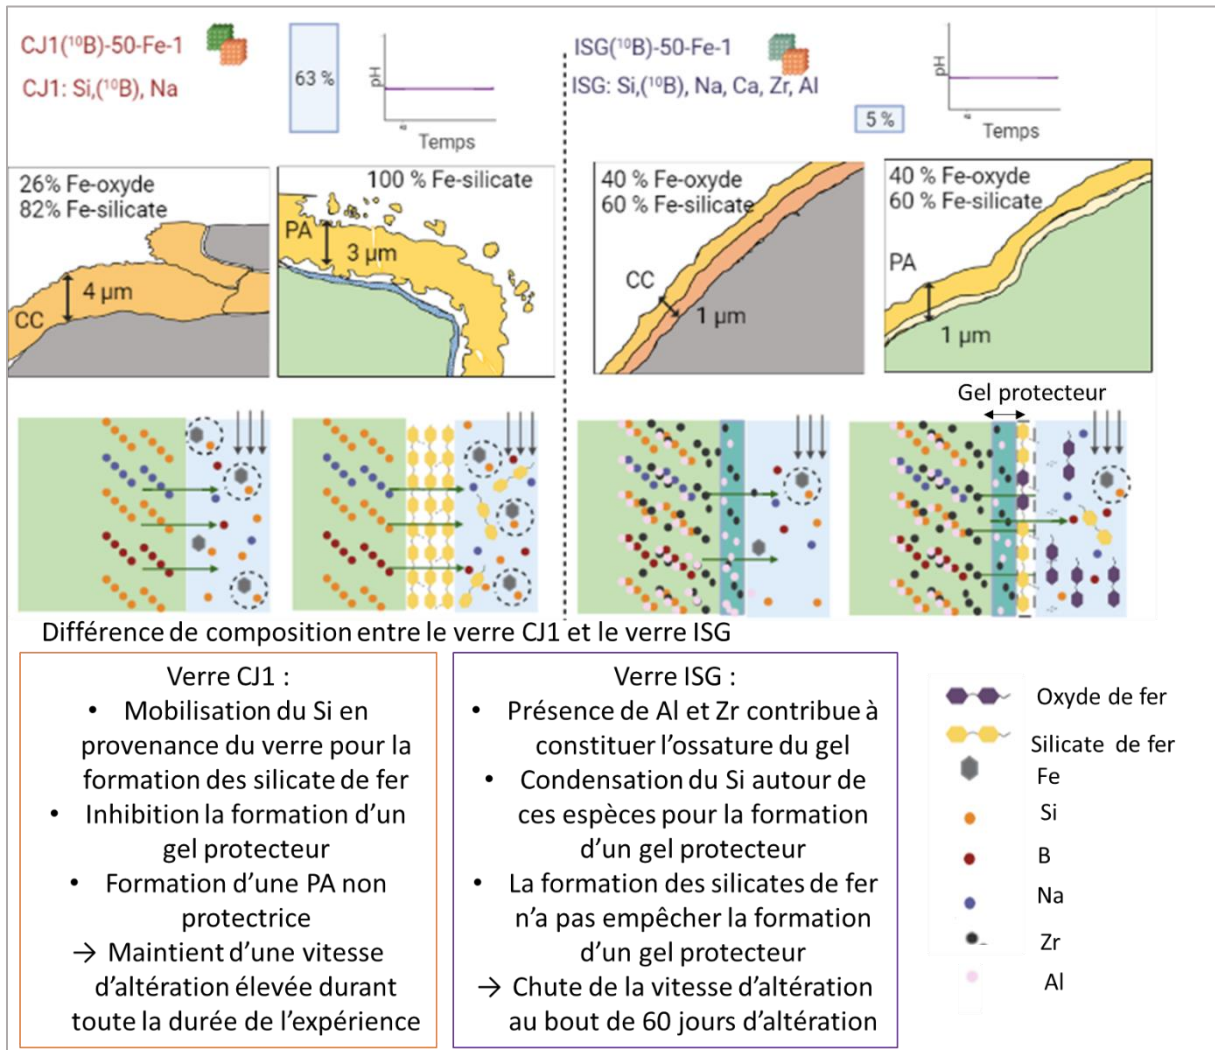 CJ1(¹⁰B)-50-Fe-1
CJ1: Si,(¹⁰B), Na
63 %
pH
Temps
ISG(¹⁰B)-50-Fe-1
ISG: Si,(¹⁰B), Na, Ca, Zr, Al
5 %
pH
Temps
26% Fe-oxyde
82% Fe-silicate
4 µm
CC
100 % Fe-silicate
PA
3 µm
40 % Fe-oxyde
60 % Fe-silicate
CC
1 µm
40 % Fe-oxyde
60 % Fe-silicate
PA
1 µm
Gel protecteur
Différence de composition entre le verre CJ1 et le verre ISG
Verre CJ1 :
• Mobilisation du Si en
provenance du verre pour la
formation des silicate de fer
• Inhibition la formation d'un
gel protecteur
• Formation d'une PA non
protectrice
→ Maintient d'une vitesse
d'altération élevée durant
toute la durée de l'expérience
Verre ISG :
• Présence de Al et Zr contribue à
constituer l'ossature du gel
• Condensation du Si autour de
ces espèces pour la formation
d'un gel protecteur
• La formation des silicates de fer
n'a pas empêcher la formation
d'un gel protecteur
→ Chute de la vitesse d'altération
au bout de 60 jours d'altération
Oxyde de fer
Silicate de fer
Fe
Si
B
Na
Zr
Al